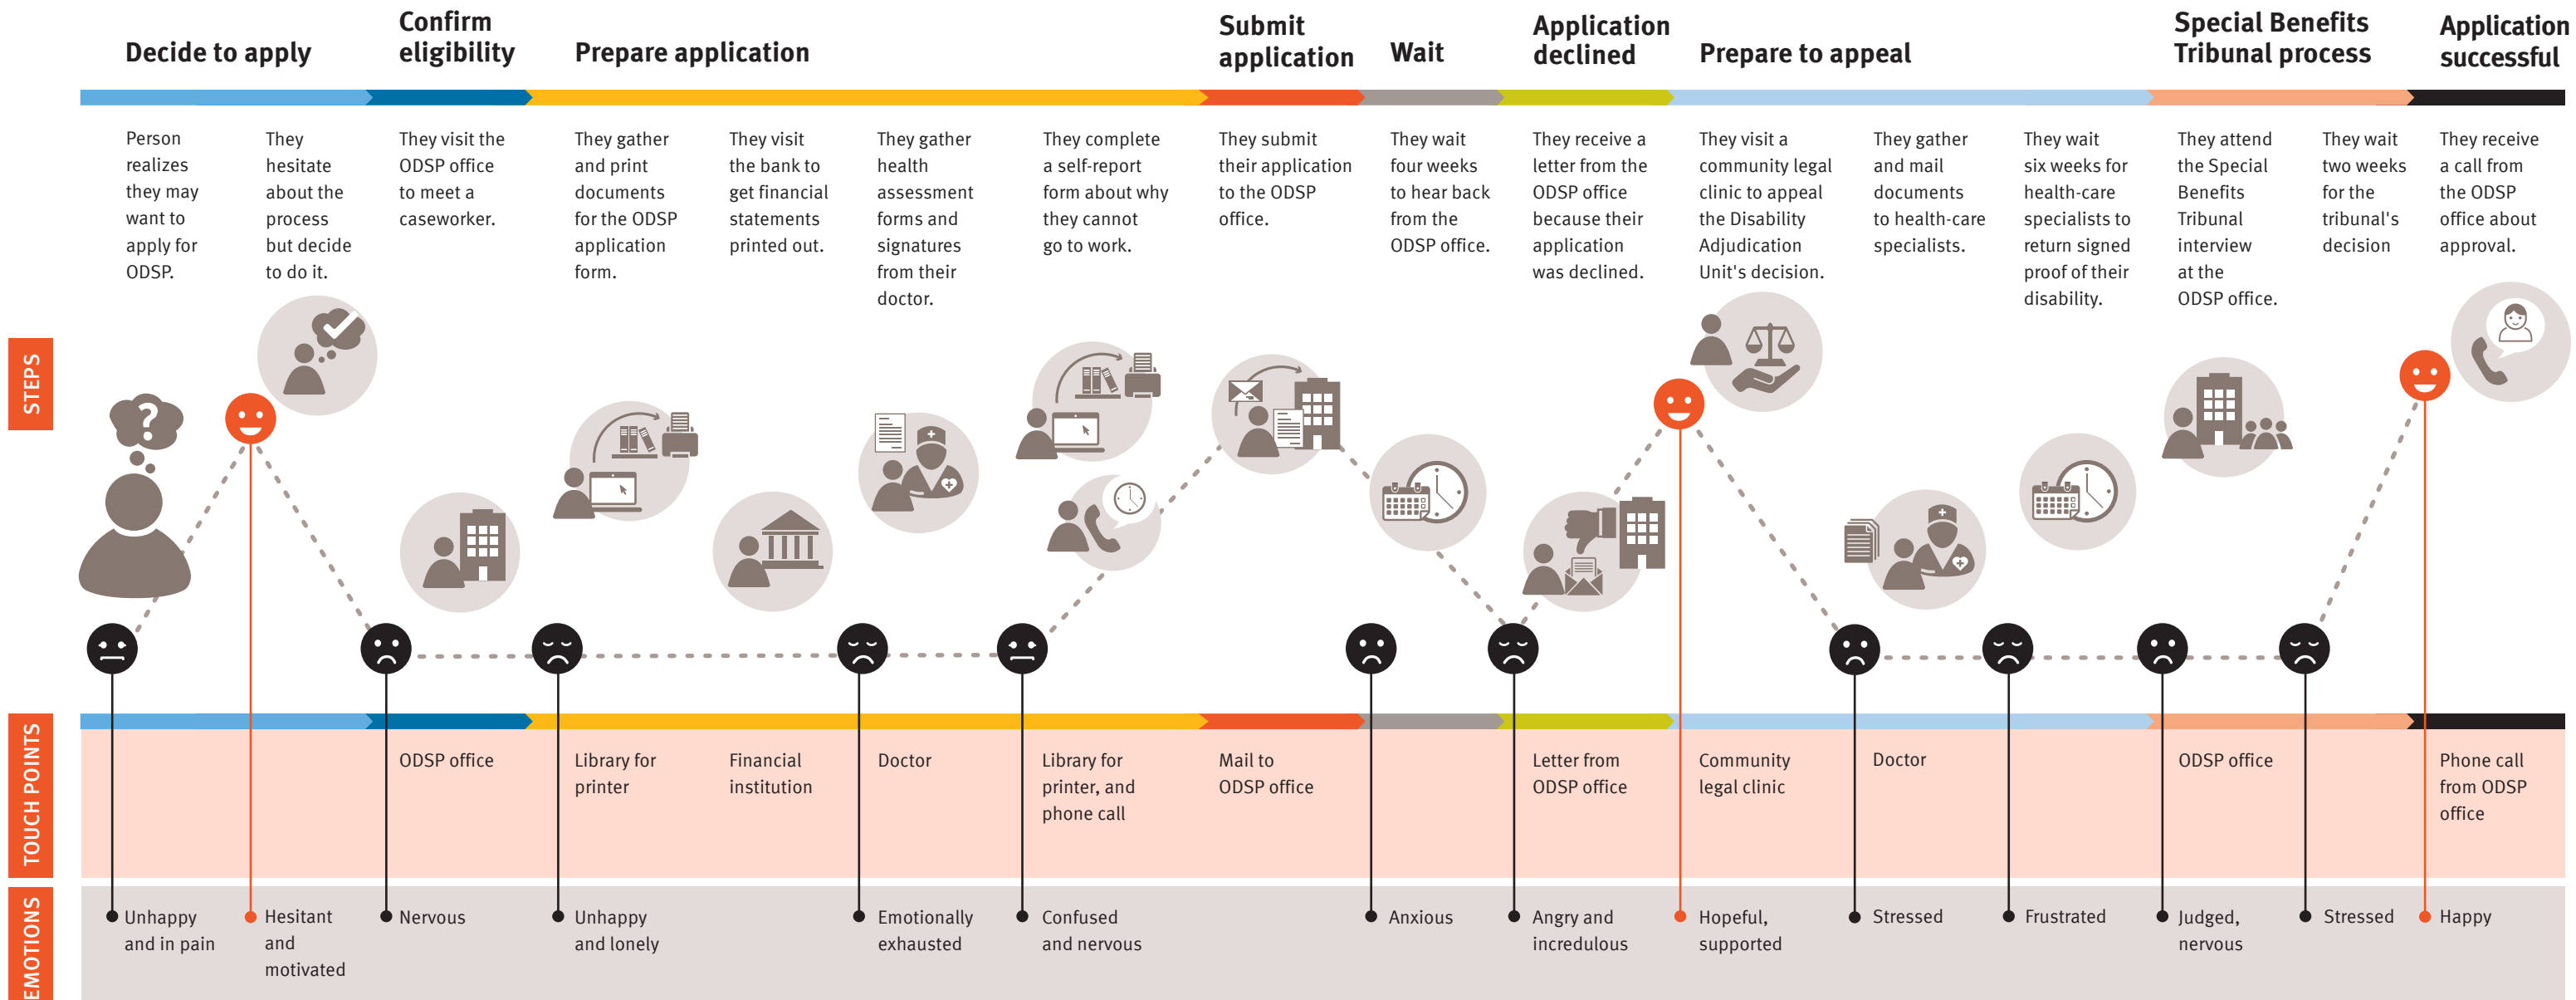 Decide to apply
Confirm
eligibility
Prepare application
Submit
application
Wait
Application
declined
Prepare to appeal
Special Benefits
Tribunal process
Application
successful
STEPS
Person
realizes
they may
want to
apply for
ODSP.
They
hesitate
about the
process
but decide
to do it.
They visit the
ODSP office
to meet a
caseworker.
They gather
and print
documents
for the ODSP
application
form.
They visit
the bank to
get financial
statements
printed out.
They gather
health
assessment
forms and
signatures
from their
doctor.
They complete
a self-report
form about why
they cannot
go to work.
They submit
their application
to the ODSP
office.
They wait
four weeks
to hear back
from the
ODSP office.
They receive a
letter from the
ODSP office
because their
application
was declined.
They visit a
community legal
clinic to appeal
the Disability
Adjudication
Unit's decision.
They gather
and mail
documents
to health-care
specialists.
They wait
six weeks for
health-care
specialists to
return signed
proof of their
disability.
They attend
the Special
Benefits
Tribunal
interview
at the
ODSP office.
They wait
two weeks
for the
tribunal's
decision
They receive
a call from
the ODSP
office about
approval.
?
TOUCH POINTS
ODSP office
Library for
printer
Financial
institution
Doctor
Library for
printer, and
phone call
Mail to
ODSP office
Letter from
ODSP office
Community
legal clinic
Doctor
ODSP office
Phone call
from ODSP
office
EMOTIONS
Unhappy
and in pain
Hesitant
and
motivated
Nervous
Unhappy
and lonely
Emotionally
exhausted
Confused
and nervous
Anxious
Angry and
incredulous
Hopeful,
supported
Stressed
Frustrated
Judged,
nervous
Stressed
Happy